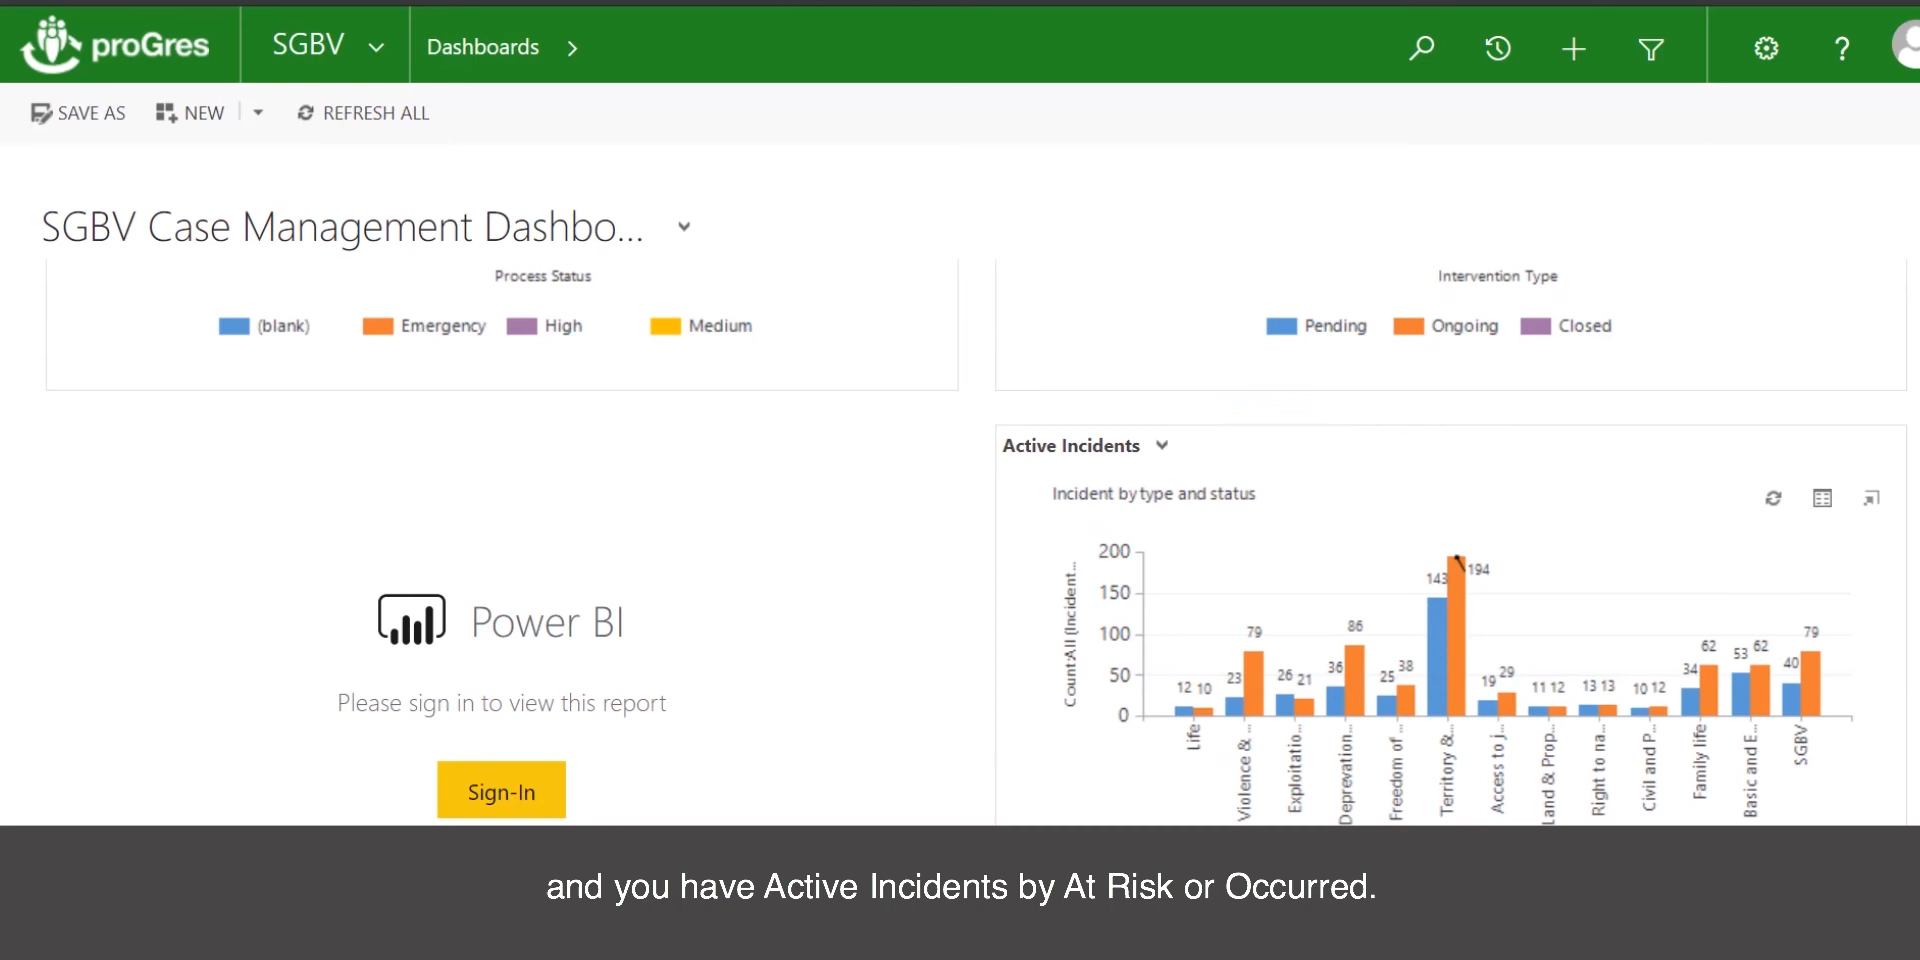 proGres
SGBV
Dashboards
?
SAVE AS
NEW
REFRESH ALL
SGBV Case Management Dashbo...
Process Status
(blank)
Emergency
High
Medium
Intervention Type
Pending
Ongoing
Closed
Active Incidents
Incident by type and status
Count:All (Incident...
200
150
100
50
0
12 10
23 79
26 21
36 86
25 38
143 194
19 29
11 12
13 13
10 12
34 62
53 62
40 79
Life
Violence & ...
Exploitatio...
Deprevation...
Freedom of ...
Territory &...
Access to j...
Land & Prop...
Right to na...
Civil and P...
Family life
Basic and E...
SGBV
Power BI
Please sign in to view this report
Sign-In
and you have Active Incidents by At Risk or Occurred.